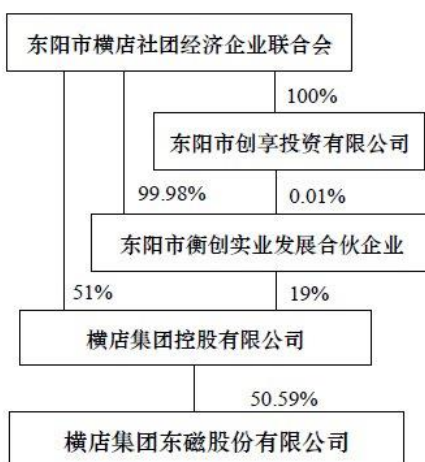 东阳市横店社团经济企业联合会
100%
东阳市创享投资有限公司
99.98%
0.01%
东阳市衡创实业发展合伙企业
51%
19%
横店集团控股有限公司
50.59%
横店集团东磁股份有限公司